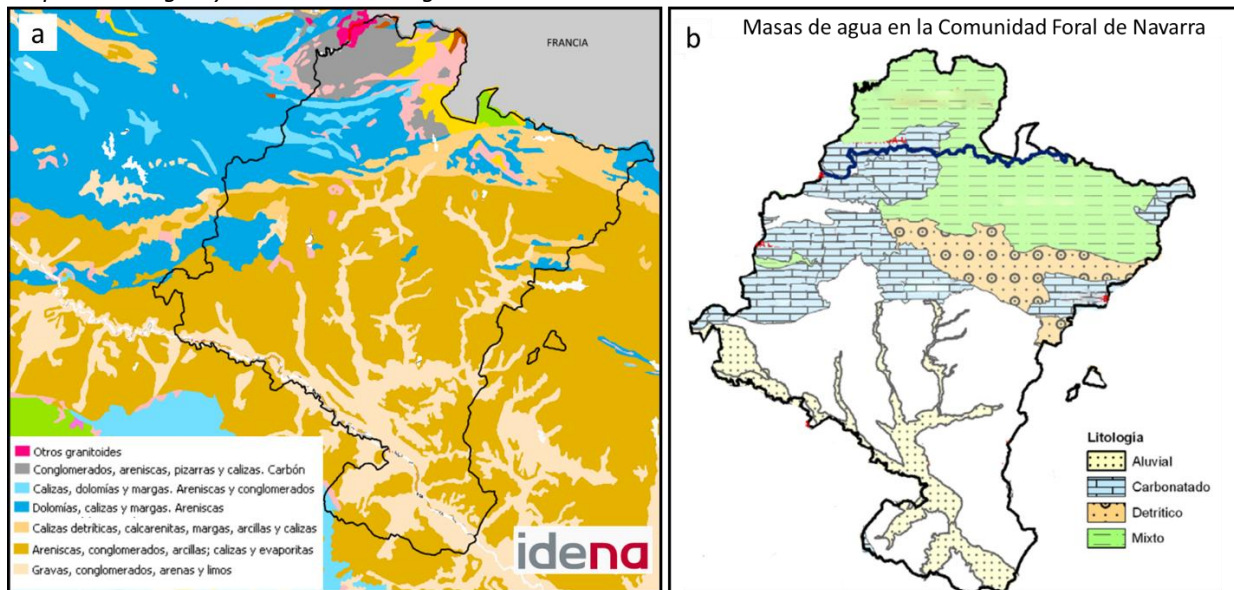 a
FRANCIA
Otros granitoides
Conglomerados, areniscas, pizarras y calizas. Carbón
Calizas, dolomías y margas. Areniscas y conglomerados
Dolomías, calizas y margas. Areniscas
Calizas detríticas, calcarenitas, margas, arcillas y calizas
Areniscas, conglomerados, arcillas; calizas y evaporitas
Gravas, conglomerados, arenas y limos
idena
b
Masas de agua en la Comunidad Foral de Navarra
Litología
Aluvial
Carbonatado
Detrítico
Mixto